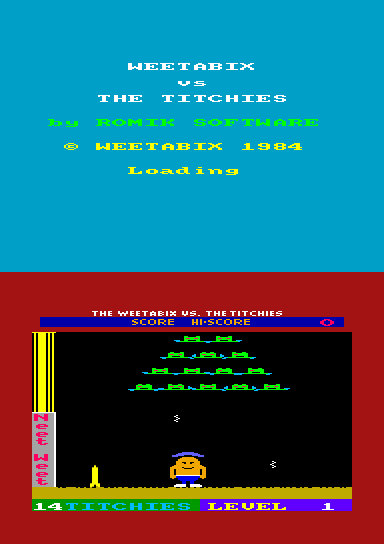 WEETABIX
vs
THE TITCHIES
by ROMIK SOFTWARE
© WEETABIX 1984
Loading
THE WEETABIX VS. THE TITCHIES
SCORE HI-SCORE 0
Neet
Weet
14 TITCHIES LEVEL 1